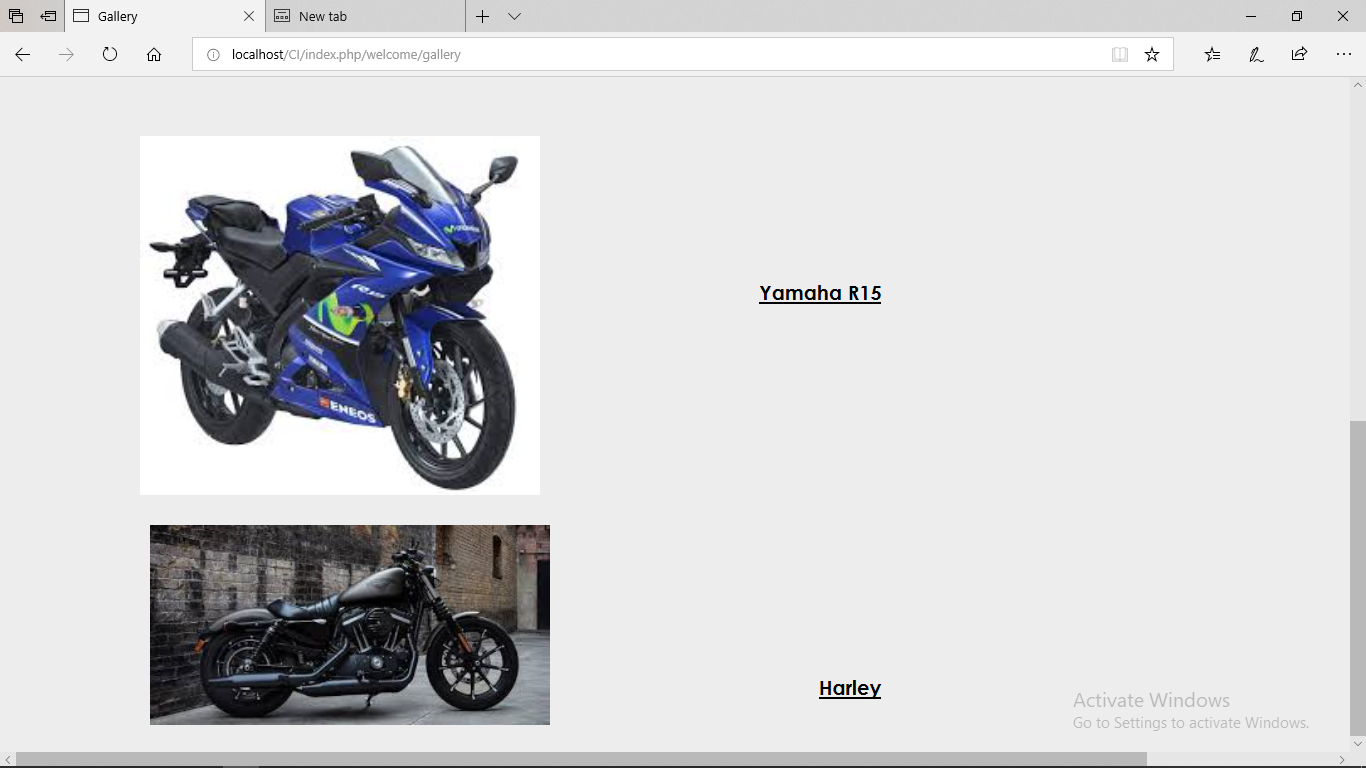 Gallery
New tab
localhost/CI/index.php/welcome/gallery
R15
ENEOS
Yamaha R15
Harley
Activate Windows
Go to Settings to activate Windows.